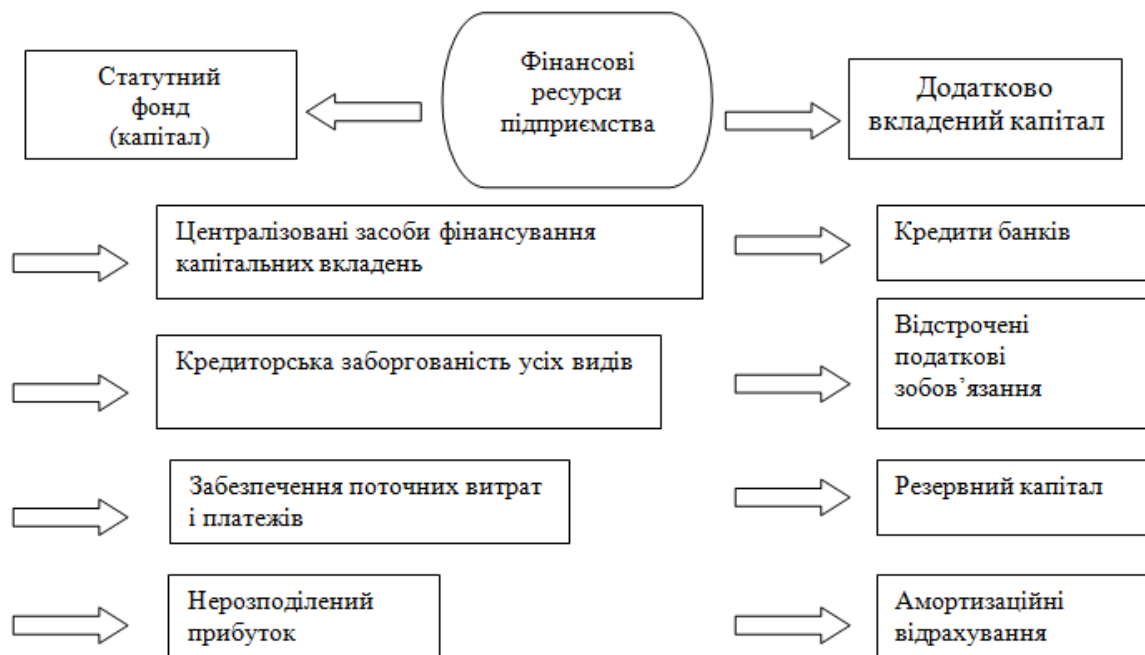 Статутний
фонд
(капітал)
Фінансові
ресурси
підприємства
Додатково
вкладений капітал
Централізовані засоби фінансування
капітальних вкладень
Кредити банків
Кредиторська заборгованість усіх видів
Відстрочені
податкові
зобов’язання
Забезпечення поточних витрат
і платежів
Резервний капітал
Нерозподілений
прибуток
Амортизаційні
відрахування